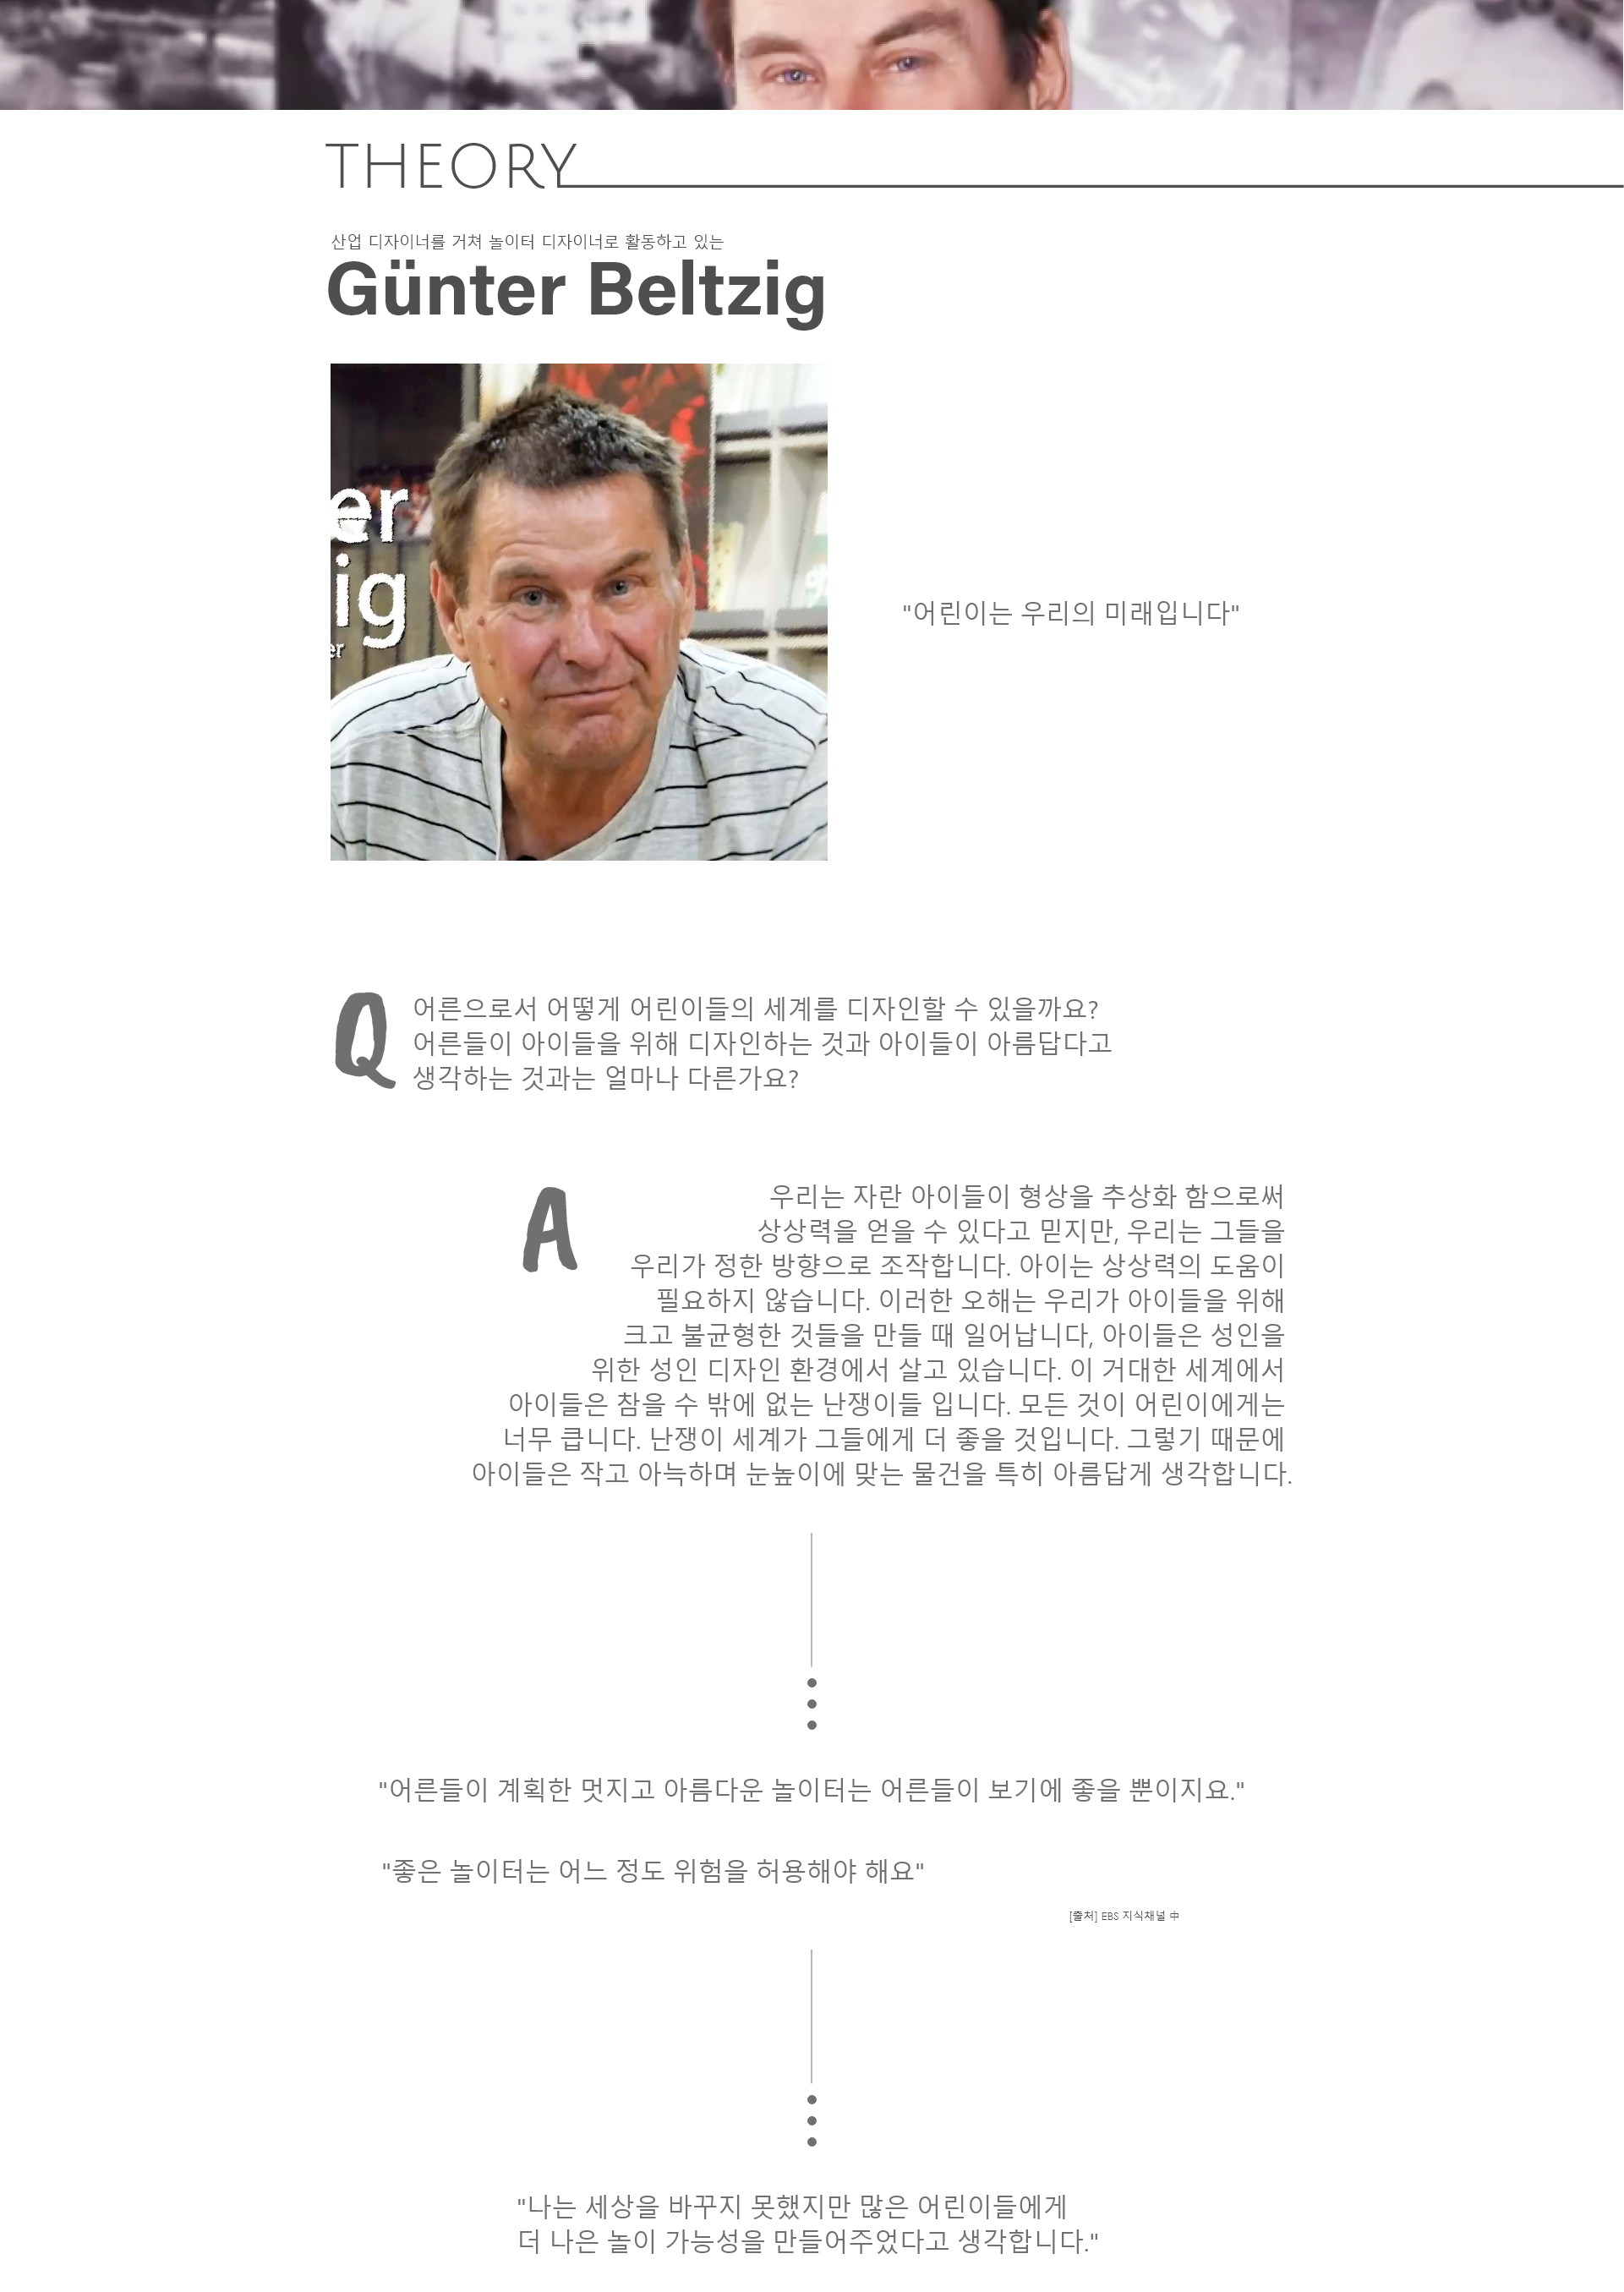 THEORY
산업 디자이너를 거쳐 놀이터 디자이너로 활동하고 있는
Günter Beltzig
er
ig
er
"어린이는 우리의 미래입니다"
Q
어른으로서 어떻게 어린이들의 세계를 디자인할 수 있을까요?
어른들이 아이들을 위해 디자인하는 것과 아이들이 아름답다고
생각하는 것과는 얼마나 다른가요?
A
우리는 자란 아이들이 형상을 추상화 함으로써
상상력을 얻을 수 있다고 믿지만, 우리는 그들을
우리가 정한 방향으로 조작합니다. 아이는 상상력의 도움이
필요하지 않습니다. 이러한 오해는 우리가 아이들을 위해
크고 불균형한 것들을 만들 때 일어납니다, 아이들은 성인을
위한 성인 디자인 환경에서 살고 있습니다. 이 거대한 세계에서
아이들은 참을 수 밖에 없는 난쟁이들 입니다. 모든 것이 어린이에게는
너무 큽니다. 난쟁이 세계가 그들에게 더 좋을 것입니다. 그렇기 때문에
아이들은 작고 아늑하며 눈높이에 맞는 물건을 특히 아름답게 생각합니다.
"어른들이 계획한 멋지고 아름다운 놀이터는 어른들이 보기에 좋을 뿐이지요."
"좋은 놀이터는 어느 정도 위험을 허용해야 해요"
[출처] EBS 지식채널 中
"나는 세상을 바꾸지 못했지만 많은 어린이들에게
더 나은 놀이 가능성을 만들어주었다고 생각합니다."